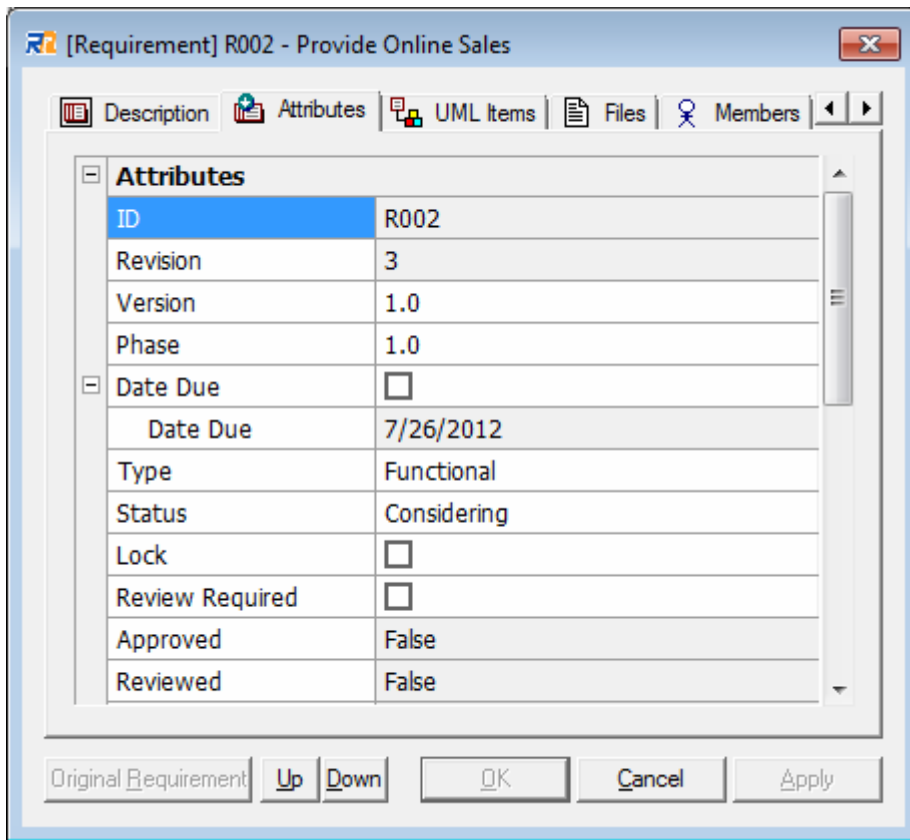 [Requirement] R002 - Provide Online Sales
Description Attributes UML Items Files Members
Attributes
ID R002
Revision 3
Version 1.0
Phase 1.0
Date Due
Date Due 7/26/2012
Type Functional
Status Considering
Lock
Review Required
Approved False
Reviewed False
Original Requirement Up Down OK Cancel Apply